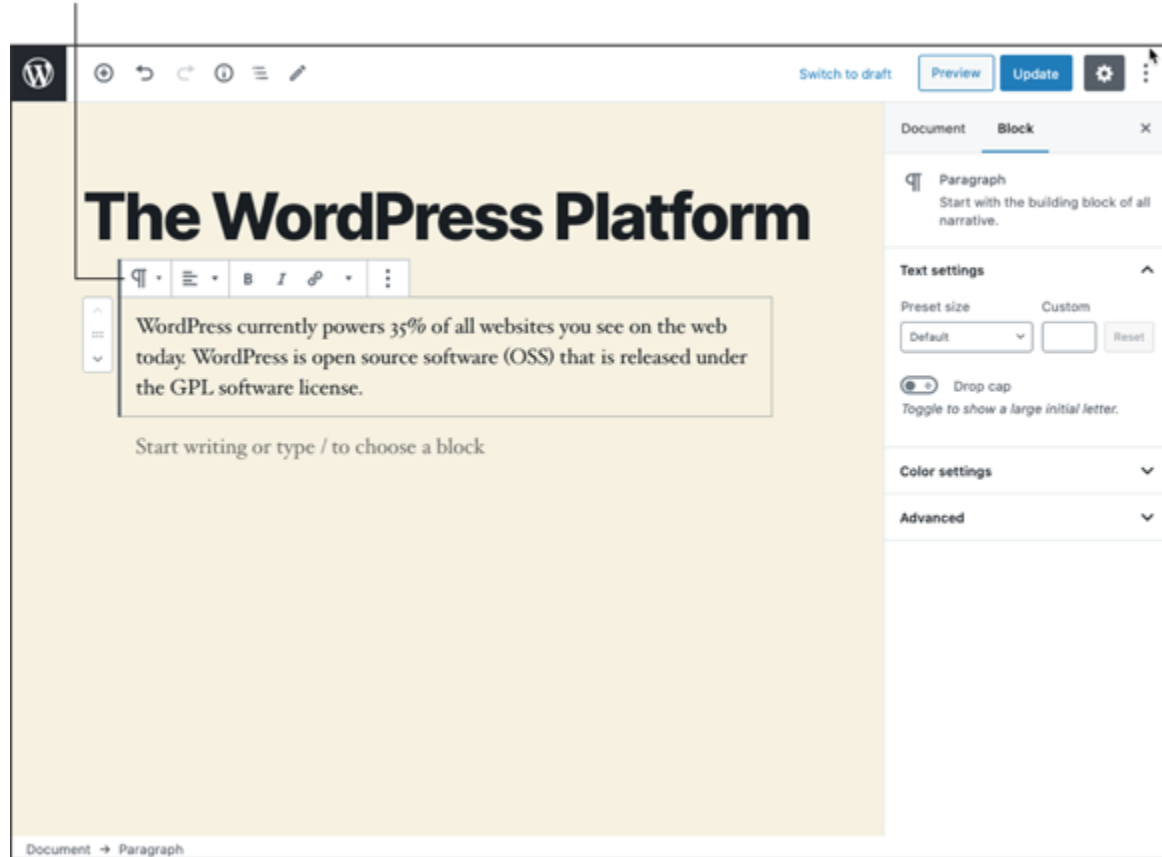 Switch to draft Preview Update
Document Block
The WordPress Platform
B I
WordPress currently powers 35% of all websites you see on the web
today. WordPress is open source software (OSS) that is released under
the GPL software license.
Start writing or type / to choose a block
Paragraph
Start with the building block of all
narrative.
Text settings
Preset size Custom
Default Reset
Drop cap
Toggle to show a large initial letter.
Color settings
Advanced
Document → Paragraph